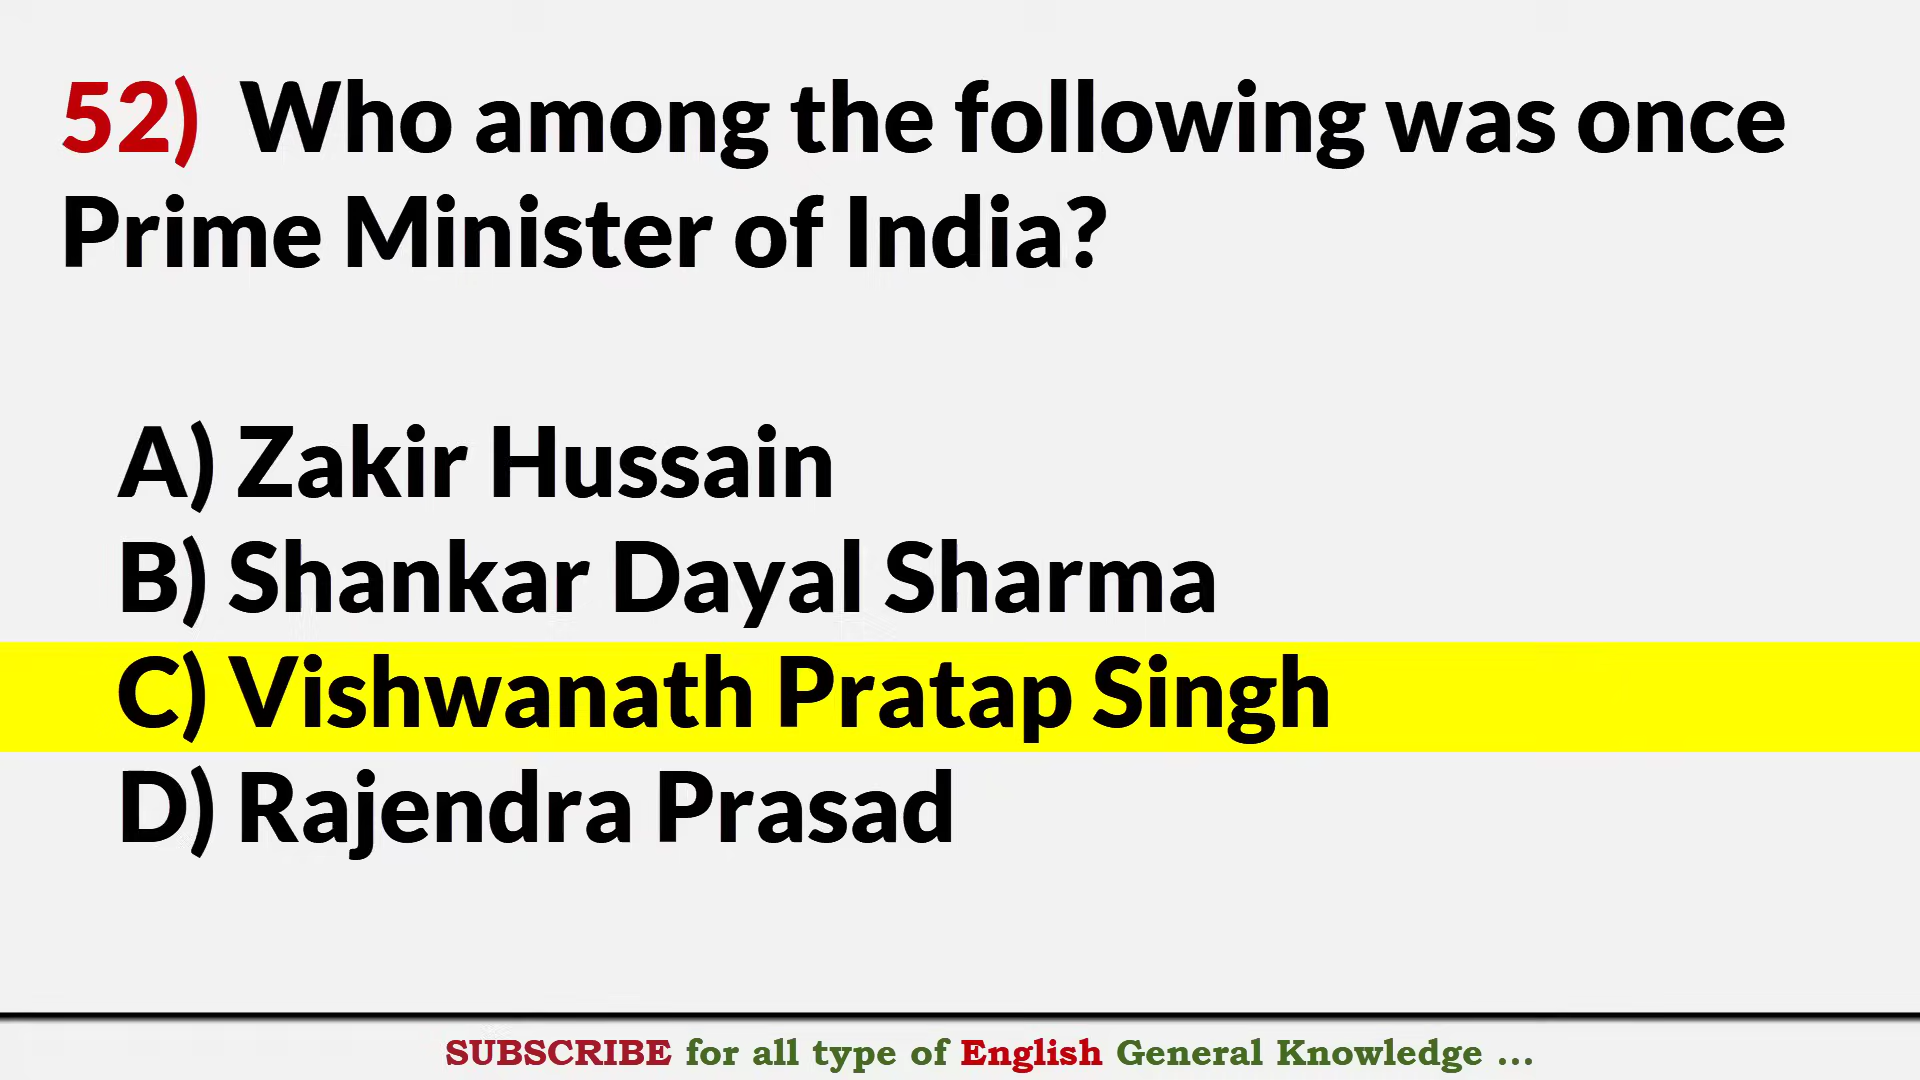 52) Who among the following was once
Prime Minister of India?
A) Zakir Hussain
B) Shankar Dayal Sharma
C) Vishwanath Pratap Singh
D) Rajendra Prasad
SUBSCRIBE for all type of English General Knowledge ...